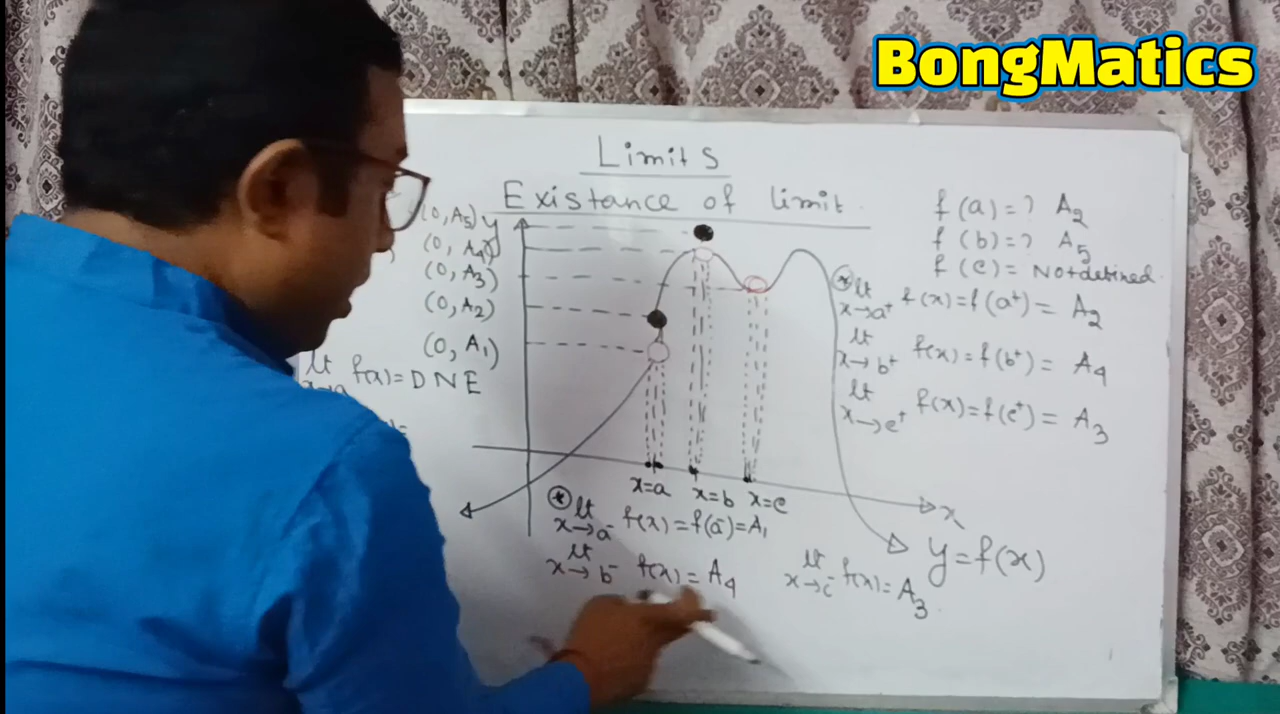 BongMatics
Limits
Existance of limit.
f(a)=? A2
f(b)=? A5
f(c)= Not defined
(0, A5) y
(0, A4)
(0, A3)
(0, A2)
(0, A1)
lt x→a f(x)=DNE
⊛ lt x→a⁺ f(x)=f(a⁺)= A2
lt x→b⁺ f(x)=f(b⁺)= A4
lt x→c⁺ f(x)=f(c⁺)= A3
x=a x=b x=c
x
y=f(x)
⊛ lt x→a⁻ f(x)=f(a⁻)=A1
lt x→b⁻ f(x)= A4
lt x→c⁻ f(x)= A3